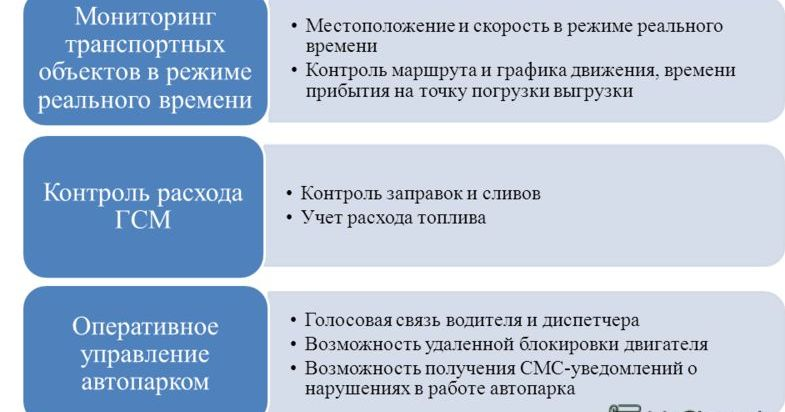 Мониторинг
транспортных
объектов в режиме
реального времени
• Местоположение и скорость в режиме реального
времени
• Контроль маршрута и графика движения, времени
прибытия на точку погрузки выгрузки
Контроль расхода
ГСМ
• Контроль заправок и сливов
• Учет расхода топлива
Оперативное
управление
автопарком
• Голосовая связь водителя и диспетчера
• Возможность удаленной блокировки двигателя
• Возможность получения СМС-уведомлений о
нарушениях в работе автопарка